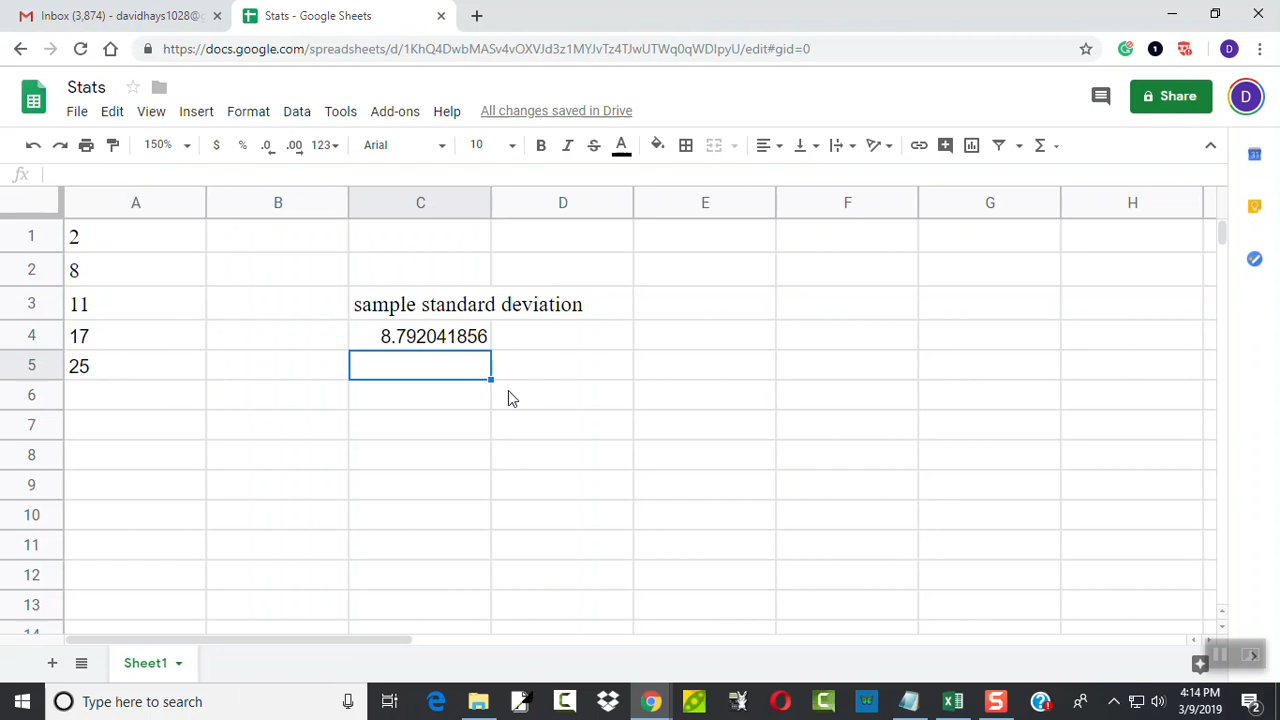 Inbox (3,874) - davidhays1028@g
Stats - Google Sheets
https://docs.google.com/spreadsheets/d/1KhQ4DwbMASv4vOXVJd3z1MYJvTz4TJwUTWq0qWDIpyU/edit#gid=0
D
Stats
File Edit View Insert Format Data Tools Add-ons Help All changes saved in Drive
Share
D
150% $ % .0 .00 123 Arial 10 B I S A Σ
fx
A B C D E F G H
1 2
2 8
3 11 sample standard deviation
4 17 8.792041856
5 25
6
7
8
9
10
11
12
13
14
Sheet1
Type here to search
4:14 PM
3/9/2019
2